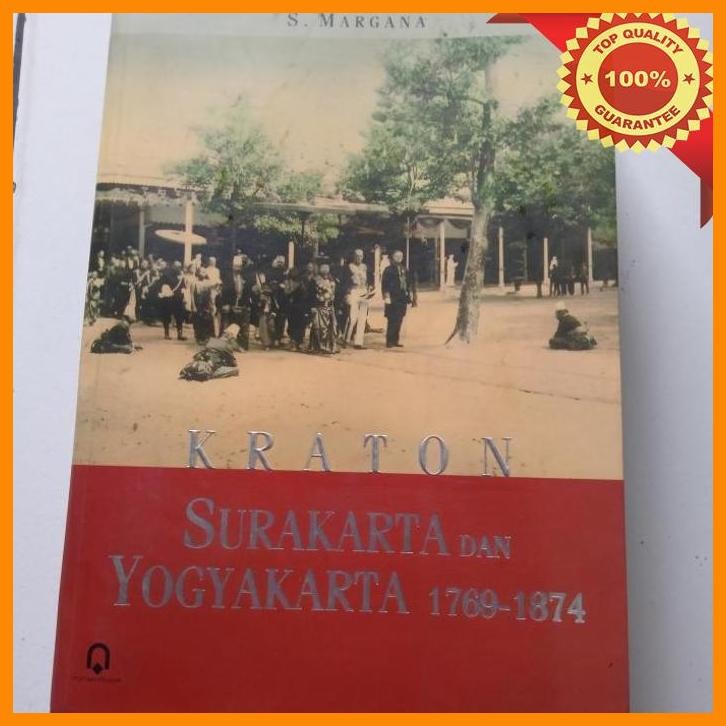 S. MARGANA
TOP QUALITY
100%
GUARANTEE
KRATON
SURAKARTA DAN
YOGYAKARTA 1769-1874